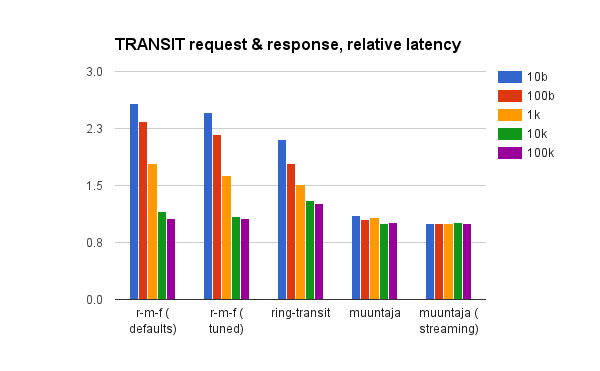 TRANSIT request & response, relative latency
3.0
2.3
1.5
0.8
0.0
10b
100b
1k
10k
100k
r-m-f (
defaults)
r-m-f (
tuned)
ring-transit
muuntaja
muuntaja (
streaming)